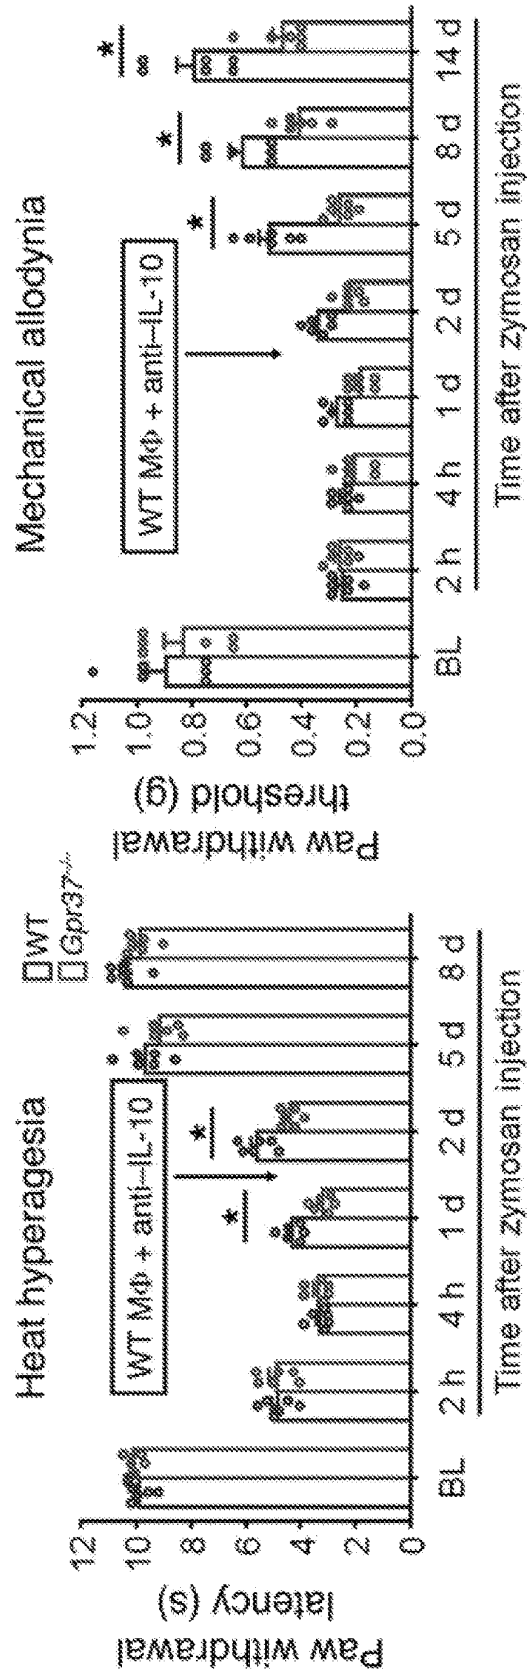 Heat hyperagesia
WT
Gpr37-/-
WT MΦ + anti–IL-10
*
*
Paw withdrawal
latency (s)
12
10
8
6
4
2
0
BL
2 h
4 h
1 d
2 d
5 d
8 d
Time after zymosan injection
Mechanical allodynia
WT MΦ + anti–IL-10
*
*
*
Paw withdrawal
threshold (g)
1.2
1.0
0.8
0.6
0.4
0.2
0.0
BL
2 h
4 h
1 d
2 d
5 d
8 d
14 d
Time after zymosan injection